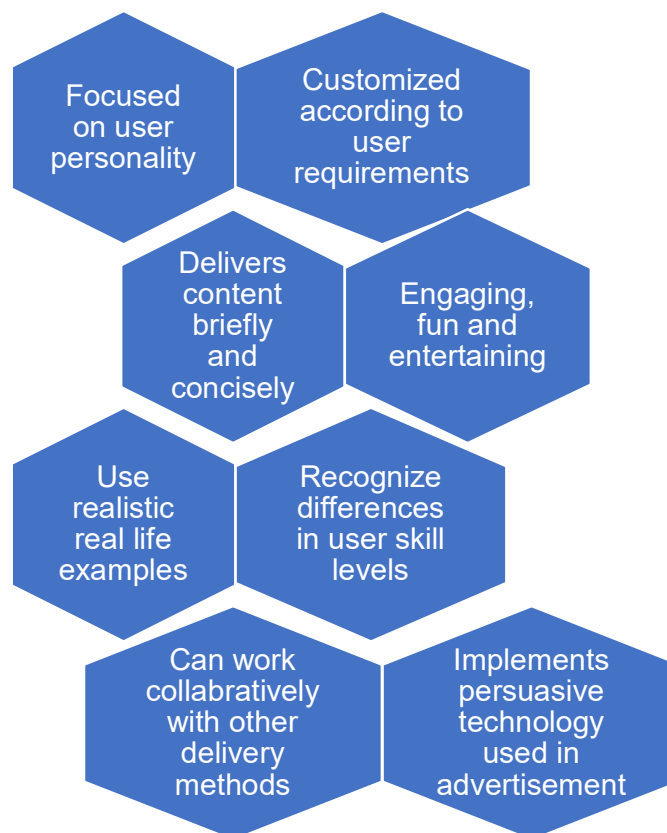 Focused
on user
personality
Customized
according to
user
requirements
Delivers
content
briefly
and
concisely
Engaging,
fun and
entertaining
Use
realistic
real life
examples
Recognize
differences
in user skill
levels
Can work
collabratively
with other
delivery
methods
Implements
persuasive
technology
used in
advertisement